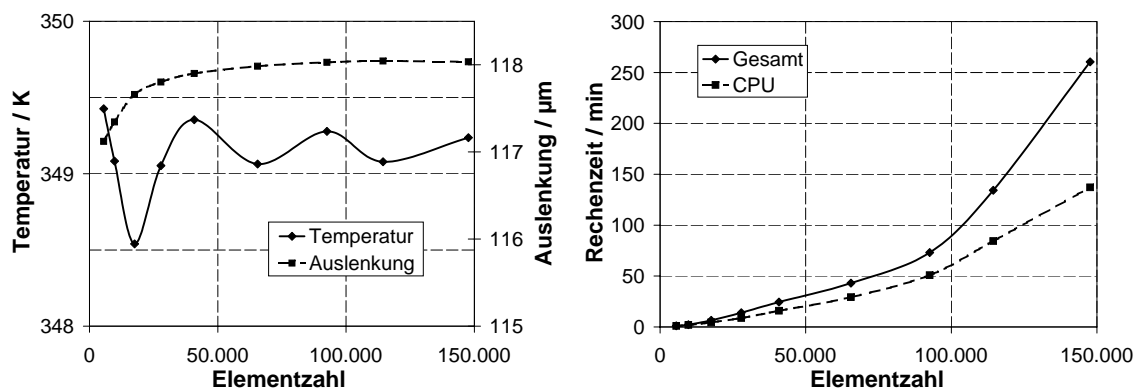 350
349
348
Temperatur / K
118
117
116
115
Auslenkung / µm
Temperatur
Auslenkung
0
50.000
100.000
150.000
Elementzahl
300
250
200
150
100
50
0
Rechenzeit / min
Gesamt
CPU
0
50.000
100.000
150.000
Elementzahl